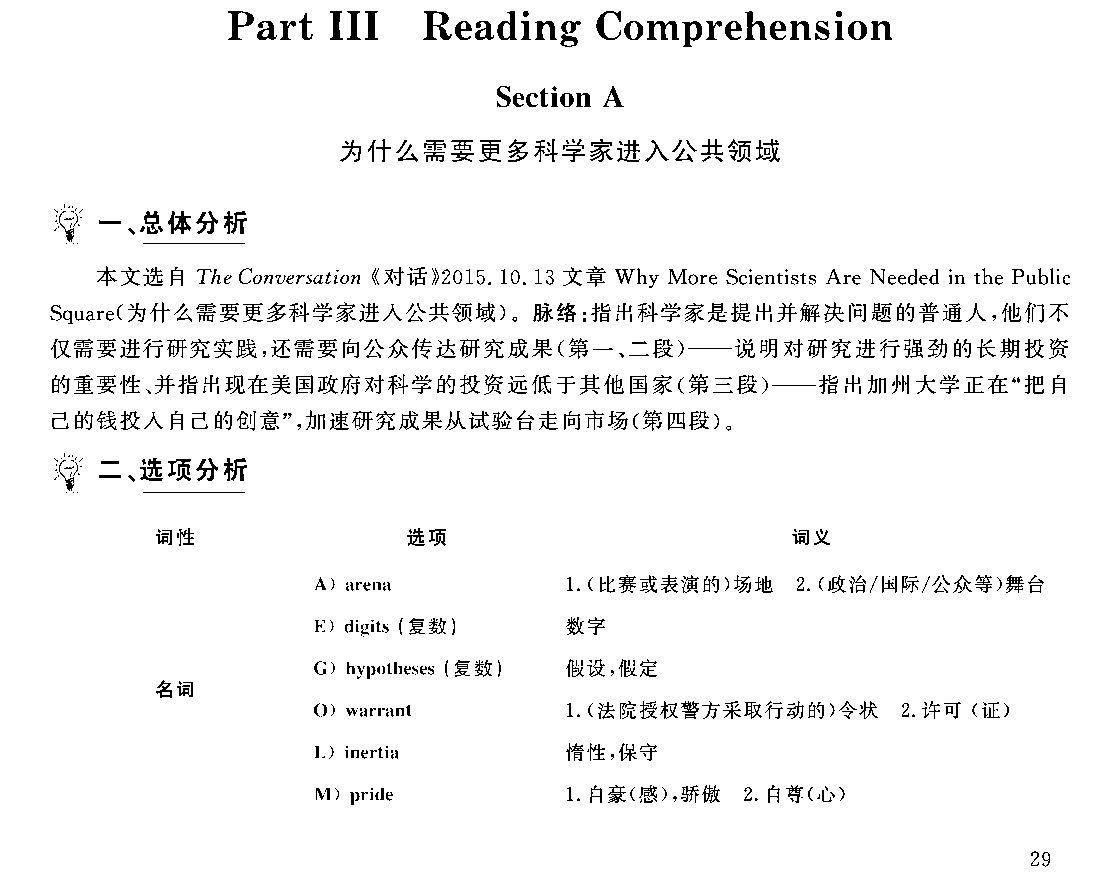 Part III Reading Comprehension
Section A
为什么需要更多科学家进入公共领域
一、总体分析
本文选自 The Conversation《对话》2015.10.13 文章 Why More Scientists Are Needed in the Public
Square(为什么需要更多科学家进入公共领域)。脉络:指出科学家是提出并解决问题的普通人,他们不
仅需要进行研究实践,还需要向公众传达研究成果(第一、二段)——说明对研究进行强劲的长期投资
的重要性、并指出现在美国政府对科学的投资远低于其他国家(第三段)——指出加州大学正在“把自
己的钱投入自己的创意”,加速研究成果从试验台走向市场(第四段)。
二、选项分析
词性 选项 词义
A) arena 1.(比赛或表演的)场地 2.(政治/国际/公众等)舞台
E) digits (复数) 数字
G) hypotheses (复数) 假设,假定
名词
O) warrant 1.(法院授权警方采取行动的)令状 2.许可(证)
L) inertia 惰性,保守
M) pride 1.自豪(感),骄傲 2.自尊(心)
29